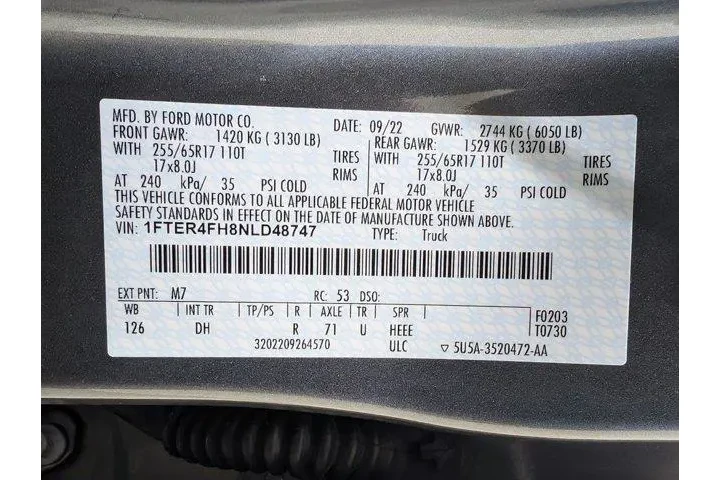 MFD. BY FORD MOTOR CO. DATE: 09/22 GVWR: 2744 KG ( 6050 LB)
FRONT GAWR: 1420 KG ( 3130 LB) REAR GAWR: 1529 KG ( 3370 LB)
WITH 255/65R17 110T TIRES WITH 255/65R17 110T TIRES
17x8.0J RIMS 17x8.0J RIMS
AT 240 kPa/ 35 PSI COLD AT 240 kPa/ 35 PSI COLD
THIS VEHICLE CONFORMS TO ALL APPLICABLE FEDERAL MOTOR VEHICLE
SAFETY STANDARDS IN EFFECT ON THE DATE OF MANUFACTURE SHOWN ABOVE.
VIN: 1FTER4FH8NLD48747 TYPE: Truck
EXT PNT: M7 RC: 53 DSO:
WB INT TR TP/PS R AXLE TR SPR F0203
126 DH R 71 U HEEE T0730
3202209264570 ULC ▽ 5U5A-3520472-AA